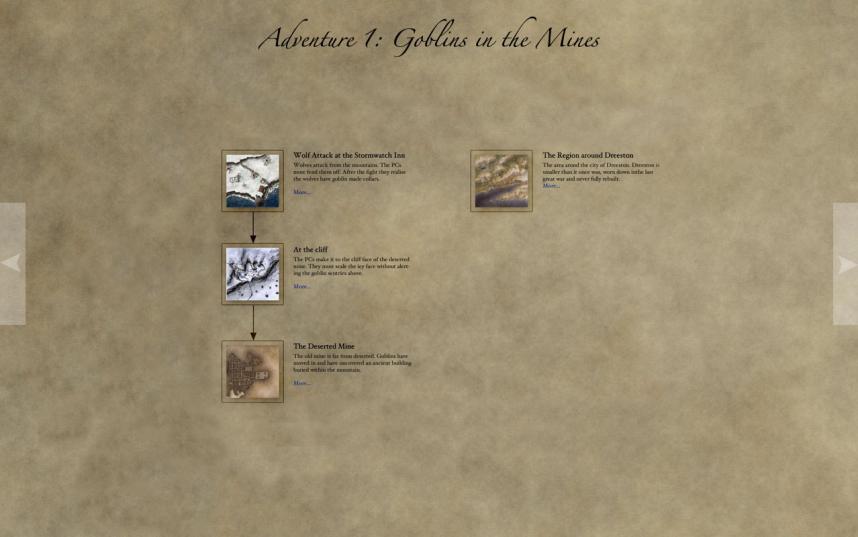 Adventure 1: Goblins in the Mines
Wolf Attack at the Stormwatch Inn
Wolves attack from the mountains. The PCs
must fend them off. After the fight they realise
the wolves have goblin made collars.
More...
At the cliff
The PCs make it to the cliff face of the deserted
mine. They must scale the icy face without alert-
ing the goblin sentries above.
More...
The Deserted Mine
The old mine is far from deserted. Goblins have
moved in and have uncovered an ancient building
buried within the mountain.
More...
The Region around Dreeston
The area around the city of Dreeston. Dreeston is
smaller than it once was, worn down inthe last
great war and never fully rebuilt.
More...